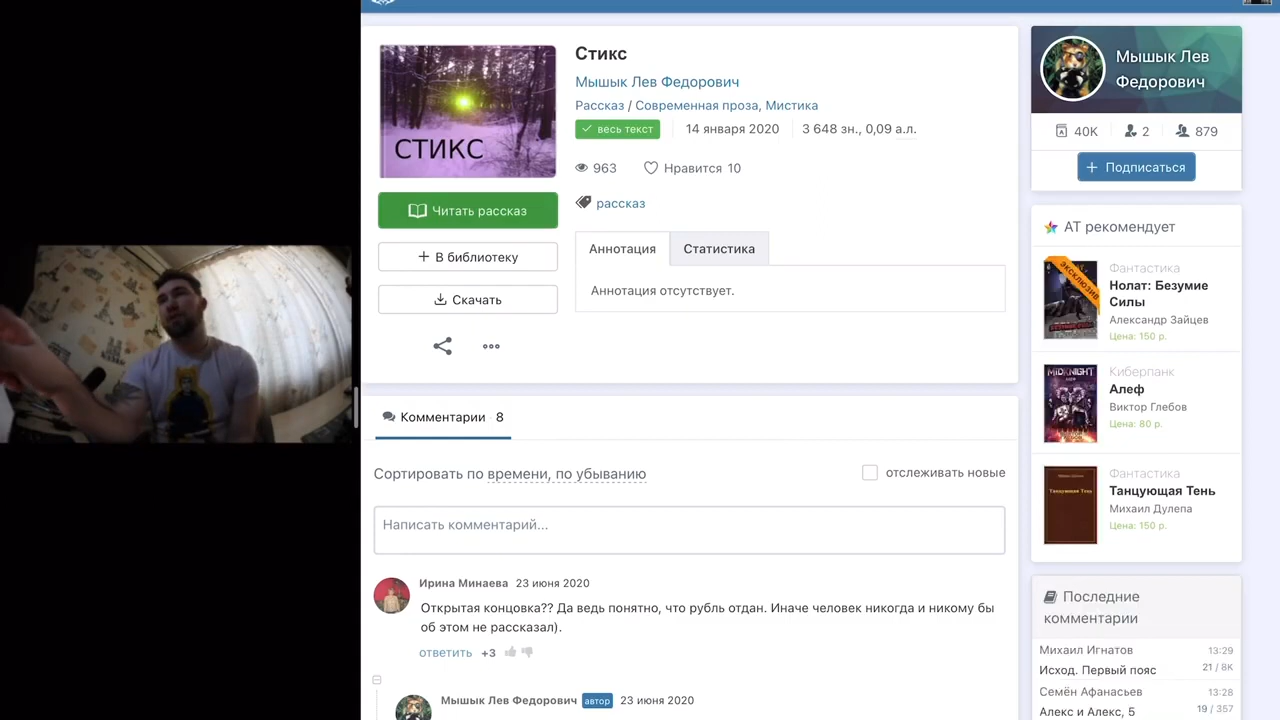 СТИКС
Стикс
Мышык Лев Федорович
Рассказ / Современная проза, Мистика
весь текст 14 января 2020 3 648 зн., 0,09 а.л.
963 Нравится 10
рассказ
Читать рассказ
+ В библиотеку
Скачать
Аннотация Статистика
Аннотация отсутствует.
Комментарии 8
Сортировать по времени, по убыванию
отслеживать новые
Написать комментарий...
Ирина Минаева 23 июня 2020
Открытая концовка?? Да ведь понятно, что рубль отдан. Иначе человек никогда и никому бы
об этом не рассказал).
ответить +3
Мышык Лев Федорович автор 23 июня 2020
Мышык Лев
Федорович
40K 2 879
+ Подписаться
АТ рекомендует
ЭКСКЛЮЗИВ
Фантастика
Нолат: Безумие
Силы
Александр Зайцев
Цена: 150 р.
MIDNIGHT
Киберпанк
Алеф
Виктор Глебов
Цена: 80 р.
Танцующая Тень
Фантастика
Танцующая Тень
Михаил Дулепа
Цена: 150 р.
Последние
комментарии
Михаил Игнатов 13:29
Исход. Первый пояс 21 / 8K
Семён Афанасьев 13:28
Алекс и Алекс, 5 19 / 357